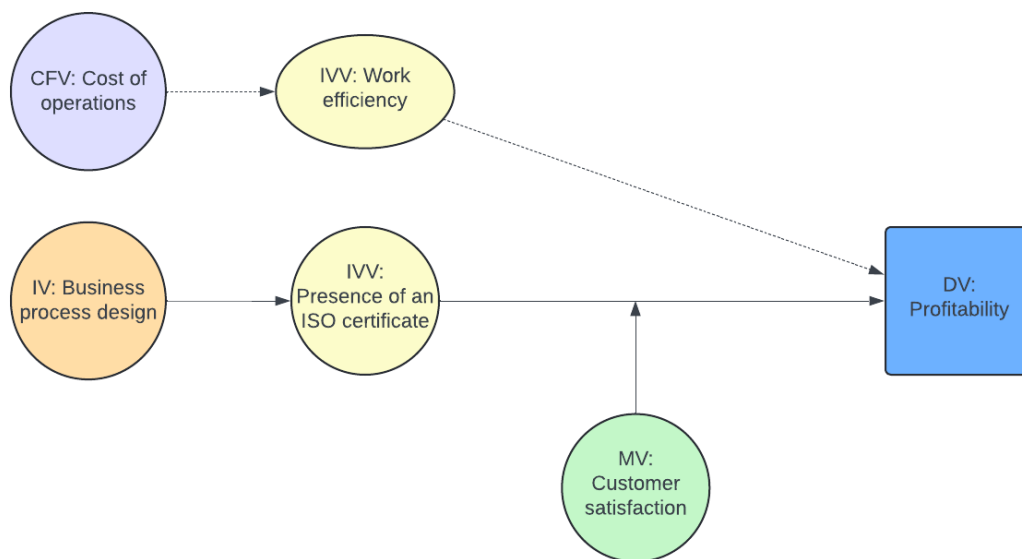 CFV: Cost of
operations
IVV: Work
efficiency
IV: Business
process design
IVV:
Presence of an
ISO certificate
DV:
Profitability
MV:
Customer
satisfaction